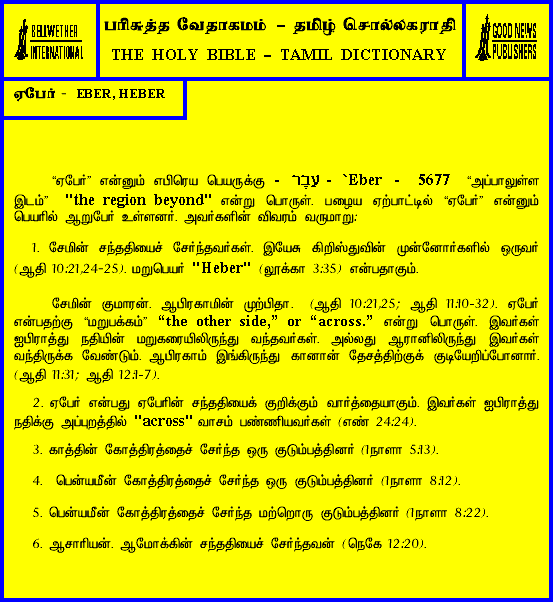 BELLWETHER
INTERNATIONAL
பரிசுத்த வேதாகமம் – தமிழ் சொல்லகராதி
THE HOLY BIBLE – TAMIL DICTIONARY
GOOD NEWS
PUBLISHERS
ஏபேர் - EBER, HEBER
“ஏபேர்” என்னும் எபிரெய பெயருக்கு - עֵבֶר - `Eber - 5677 “அப்பாலுள்ள
இடம்” "the region beyond" என்று பொருள். பழைய ஏற்பாட்டில் “ஏபேர்” என்னும்
பெயரில் ஆறுபேர் உள்ளனர். அவர்களின் விவரம் வருமாறு:
1. சேமின் சந்ததியைச் சேர்ந்தவர்கள். இயேசு கிறிஸ்துவின் முன்னோர்களில் ஒருவர்
(ஆதி 10:21,24-25). மறுபெயர் "Heber" (லூக்கா 3:35) என்பதாகும்.
சேமின் குமாரன். ஆபிரகாமின் முற்பிதா. (ஆதி 10:21,25; ஆதி 11:10-32). ஏபேர்
என்பதற்கு “மறுபக்கம்” “the other side,” or “across.” என்று பொருள். இவர்கள்
ஐபிராத்து நதியின் மறுகரையிலிருந்து வந்தவர்கள். அல்லது ஆரானிலிருந்து இவர்கள்
வந்திருக்க வேண்டும். ஆபிரகாம் இங்கிருந்து கானான் தேசத்திற்குக் குடியேறிப்போனார்.
(ஆதி 11:31; ஆதி 12:1-7).
2. ஏபேர் என்பது ஏபேரின் சந்ததியைக் குறிக்கும் வார்த்தையாகும். இவர்கள் ஐபிராத்து
நதிக்கு அப்புறத்தில் "across" வாசம் பண்ணியவர்கள் (எண் 24:24).
3. காத்தின் கோத்திரத்தைச் சேர்ந்த ஒரு குடும்பத்தினர் (1நாளா 5:13).
4. பென்யமீன் கோத்திரத்தைச் சேர்ந்த ஒரு குடும்பத்தினர் (1நாளா 8:12).
5. பென்யமீன் கோத்திரத்தைச் சேர்ந்த மற்றொரு குடும்பத்தினர் (1நாளா 8:22).
6. ஆசாரியன். ஆமோக்கின் சந்ததியைச் சேர்ந்தவன் (நெகே 12:20).